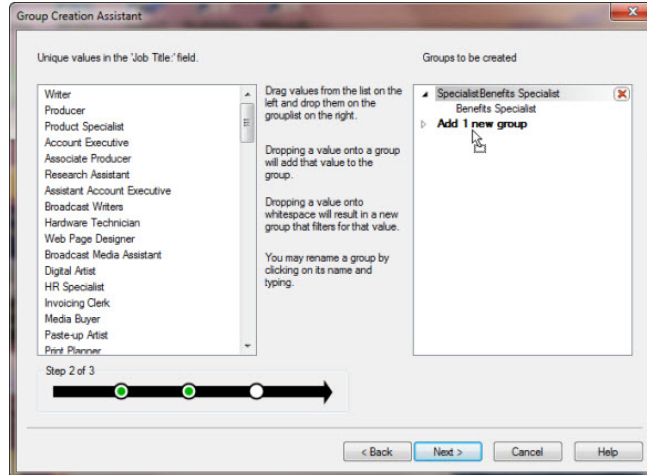 Group Creation Assistant
Unique values in the 'Job Title:' field.
Writer
Producer
Product Specialist
Account Executive
Associate Producer
Research Assistant
Assistant Account Executive
Broadcast Writers
Hardware Technician
Web Page Designer
Broadcast Media Assistant
Digital Artist
HR Specialist
Invoicing Clerk
Media Buyer
Paste-up Artist
Print Planner
Drag values from the list on the
left and drop them on the
grouplist on the right.
Dropping a value onto a group
will add that value to the
group.
Dropping a value onto
whitespace will result in a new
group that filters for that value.
You may rename a group by
clicking on its name and
typing.
Groups to be created
SpecialistBenefits Specialist
Benefits Specialist
Add 1 new group
Step 2 of 3
< Back
Next >
Cancel
Help